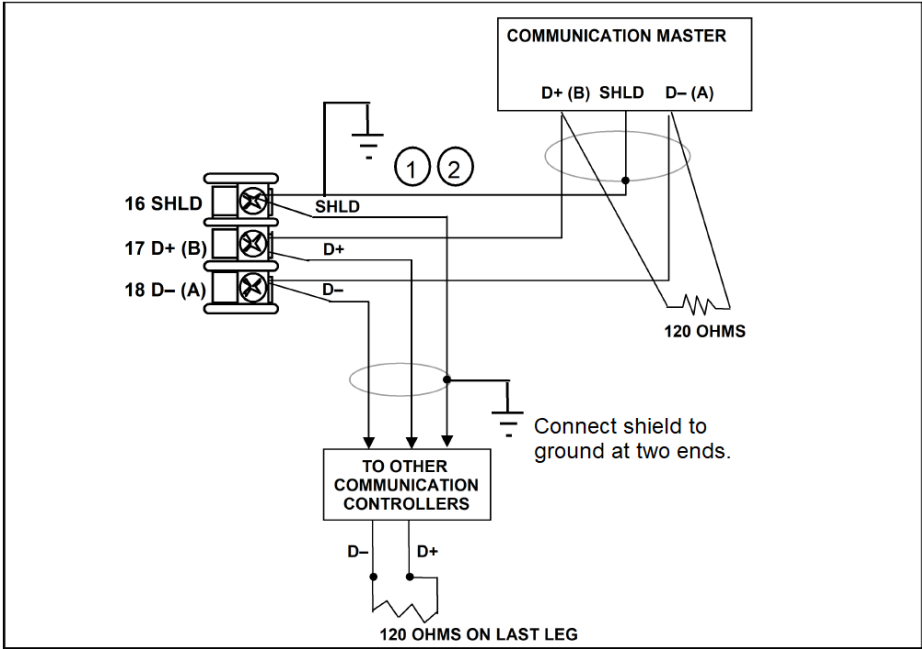 COMMUNICATION MASTER
D+ (B) SHLD D– (A)
1 2
16 SHLD
SHLD
17 D+ (B)
D+
18 D– (A)
D–
120 OHMS
Connect shield to
ground at two ends.
TO OTHER
COMMUNICATION
CONTROLLERS
D– D+
120 OHMS ON LAST LEG